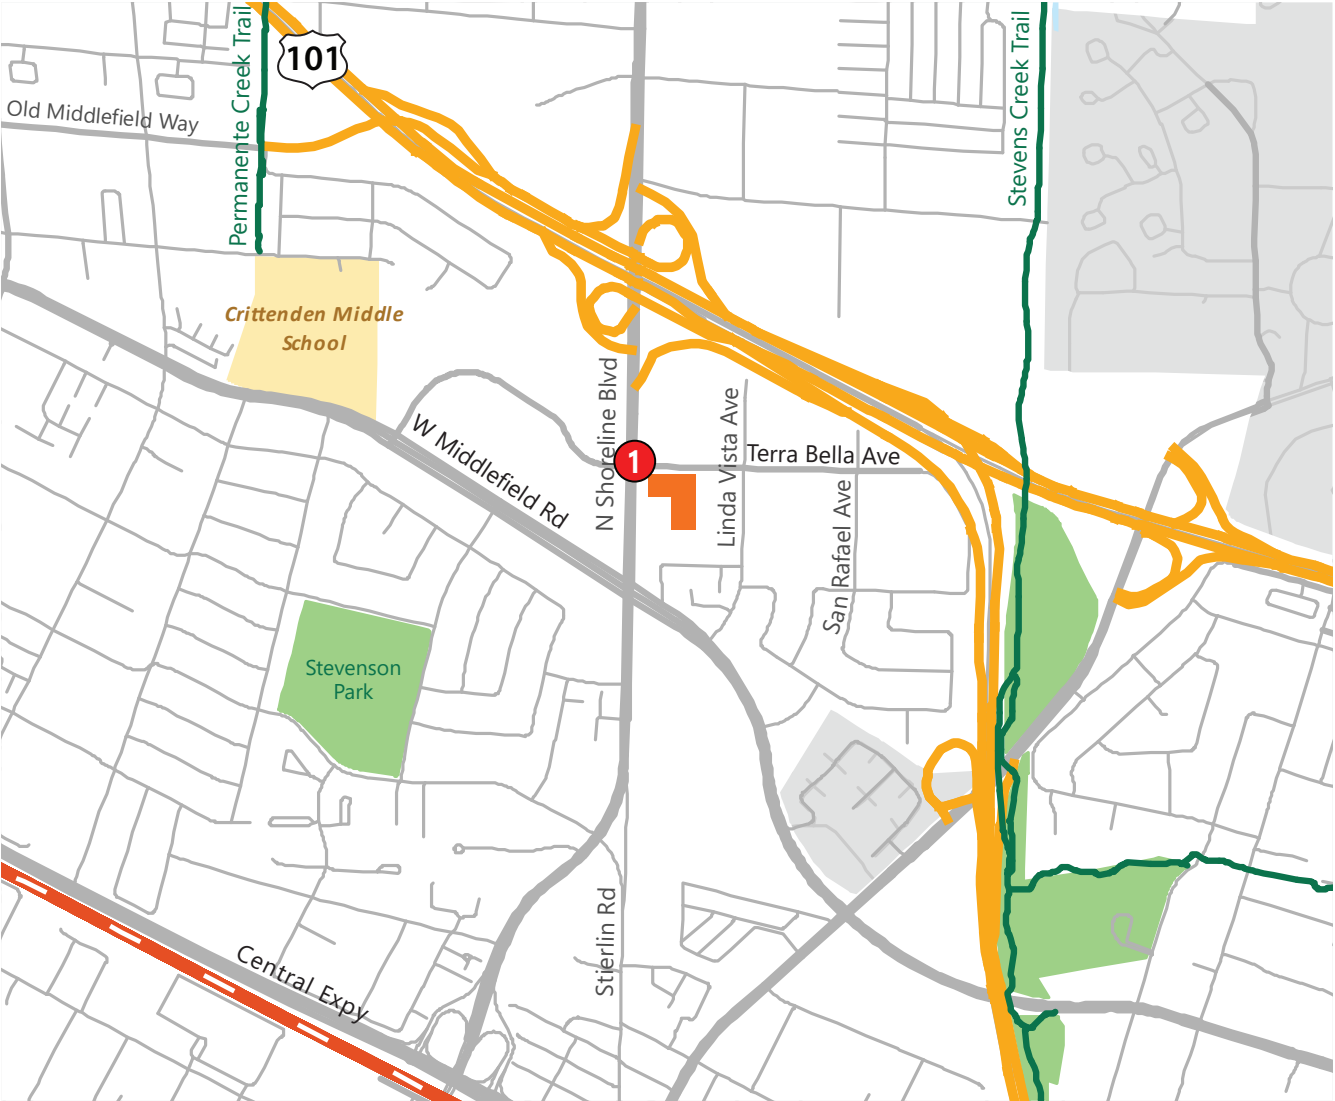 Permanente Creek Trail
101
Stevens Creek Trail
Old Middlefield Way
Crittenden Middle
School
N Shoreline Blvd
W Middlefield Rd
1
Linda Vista Ave
Terra Bella Ave
San Rafael Ave
Stevenson
Park
Stierlin Rd
Central Expy